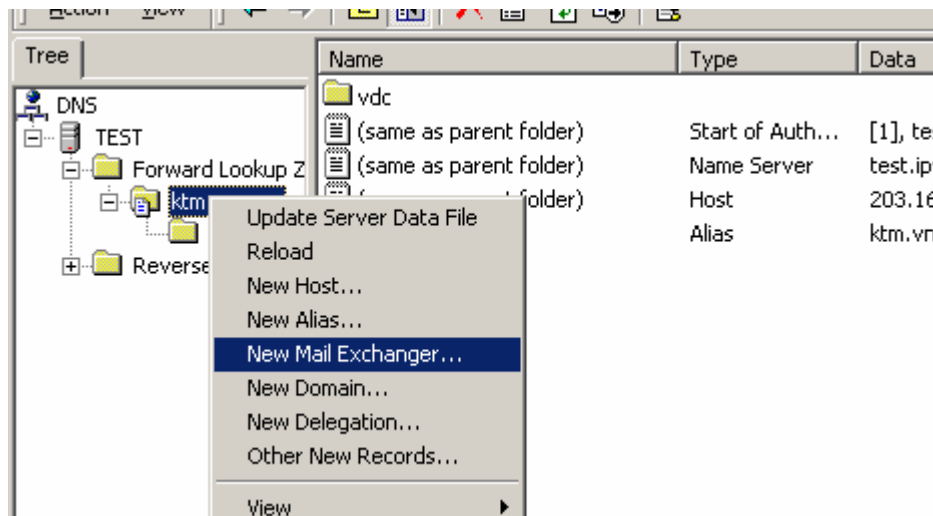 Action View
Tree
Name Type Data
DNS
vdc
TEST
(same as parent folder) Start of Auth... [1], te
Forward Lookup Z
(same as parent folder) Name Server test.ip
ktm
folder) Host 203.16
Alias ktm.vn
Reverse
Update Server Data File
Reload
New Host...
New Alias...
New Mail Exchanger...
New Domain...
New Delegation...
Other New Records...
View